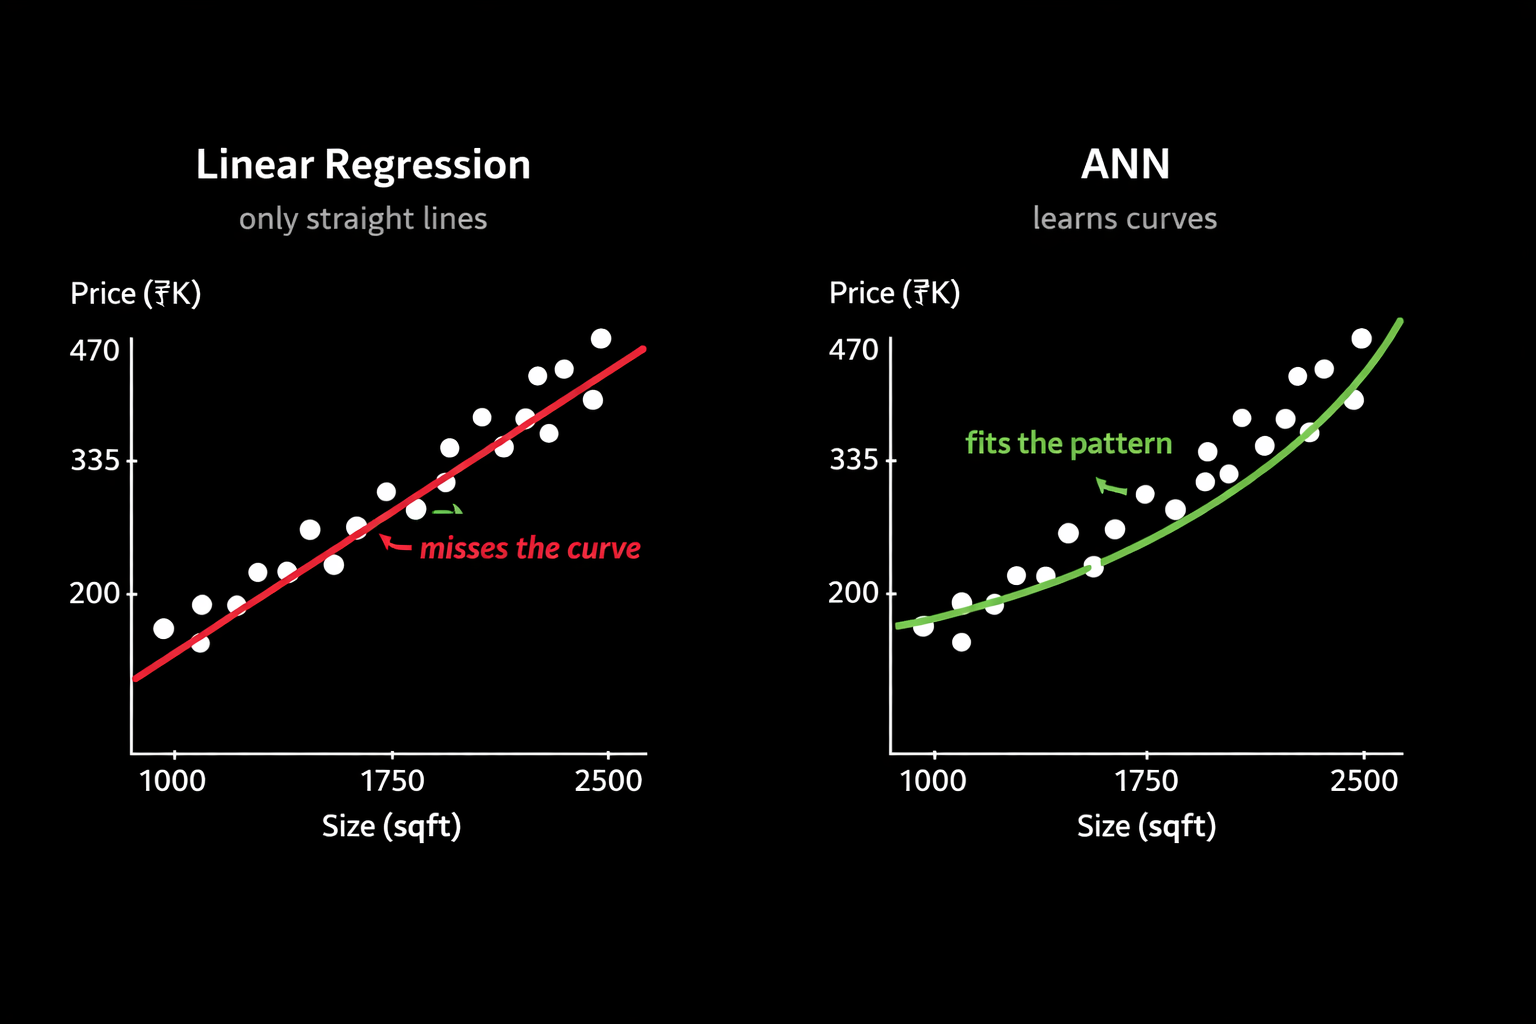 Linear Regression
only straight lines
Price (₹K)
470
335
200
misses the curve
1000 1750 2500
Size (sqft)
ANN
learns curves
Price (₹K)
470
fits the pattern
335
200
1000 1750 2500
Size (sqft)